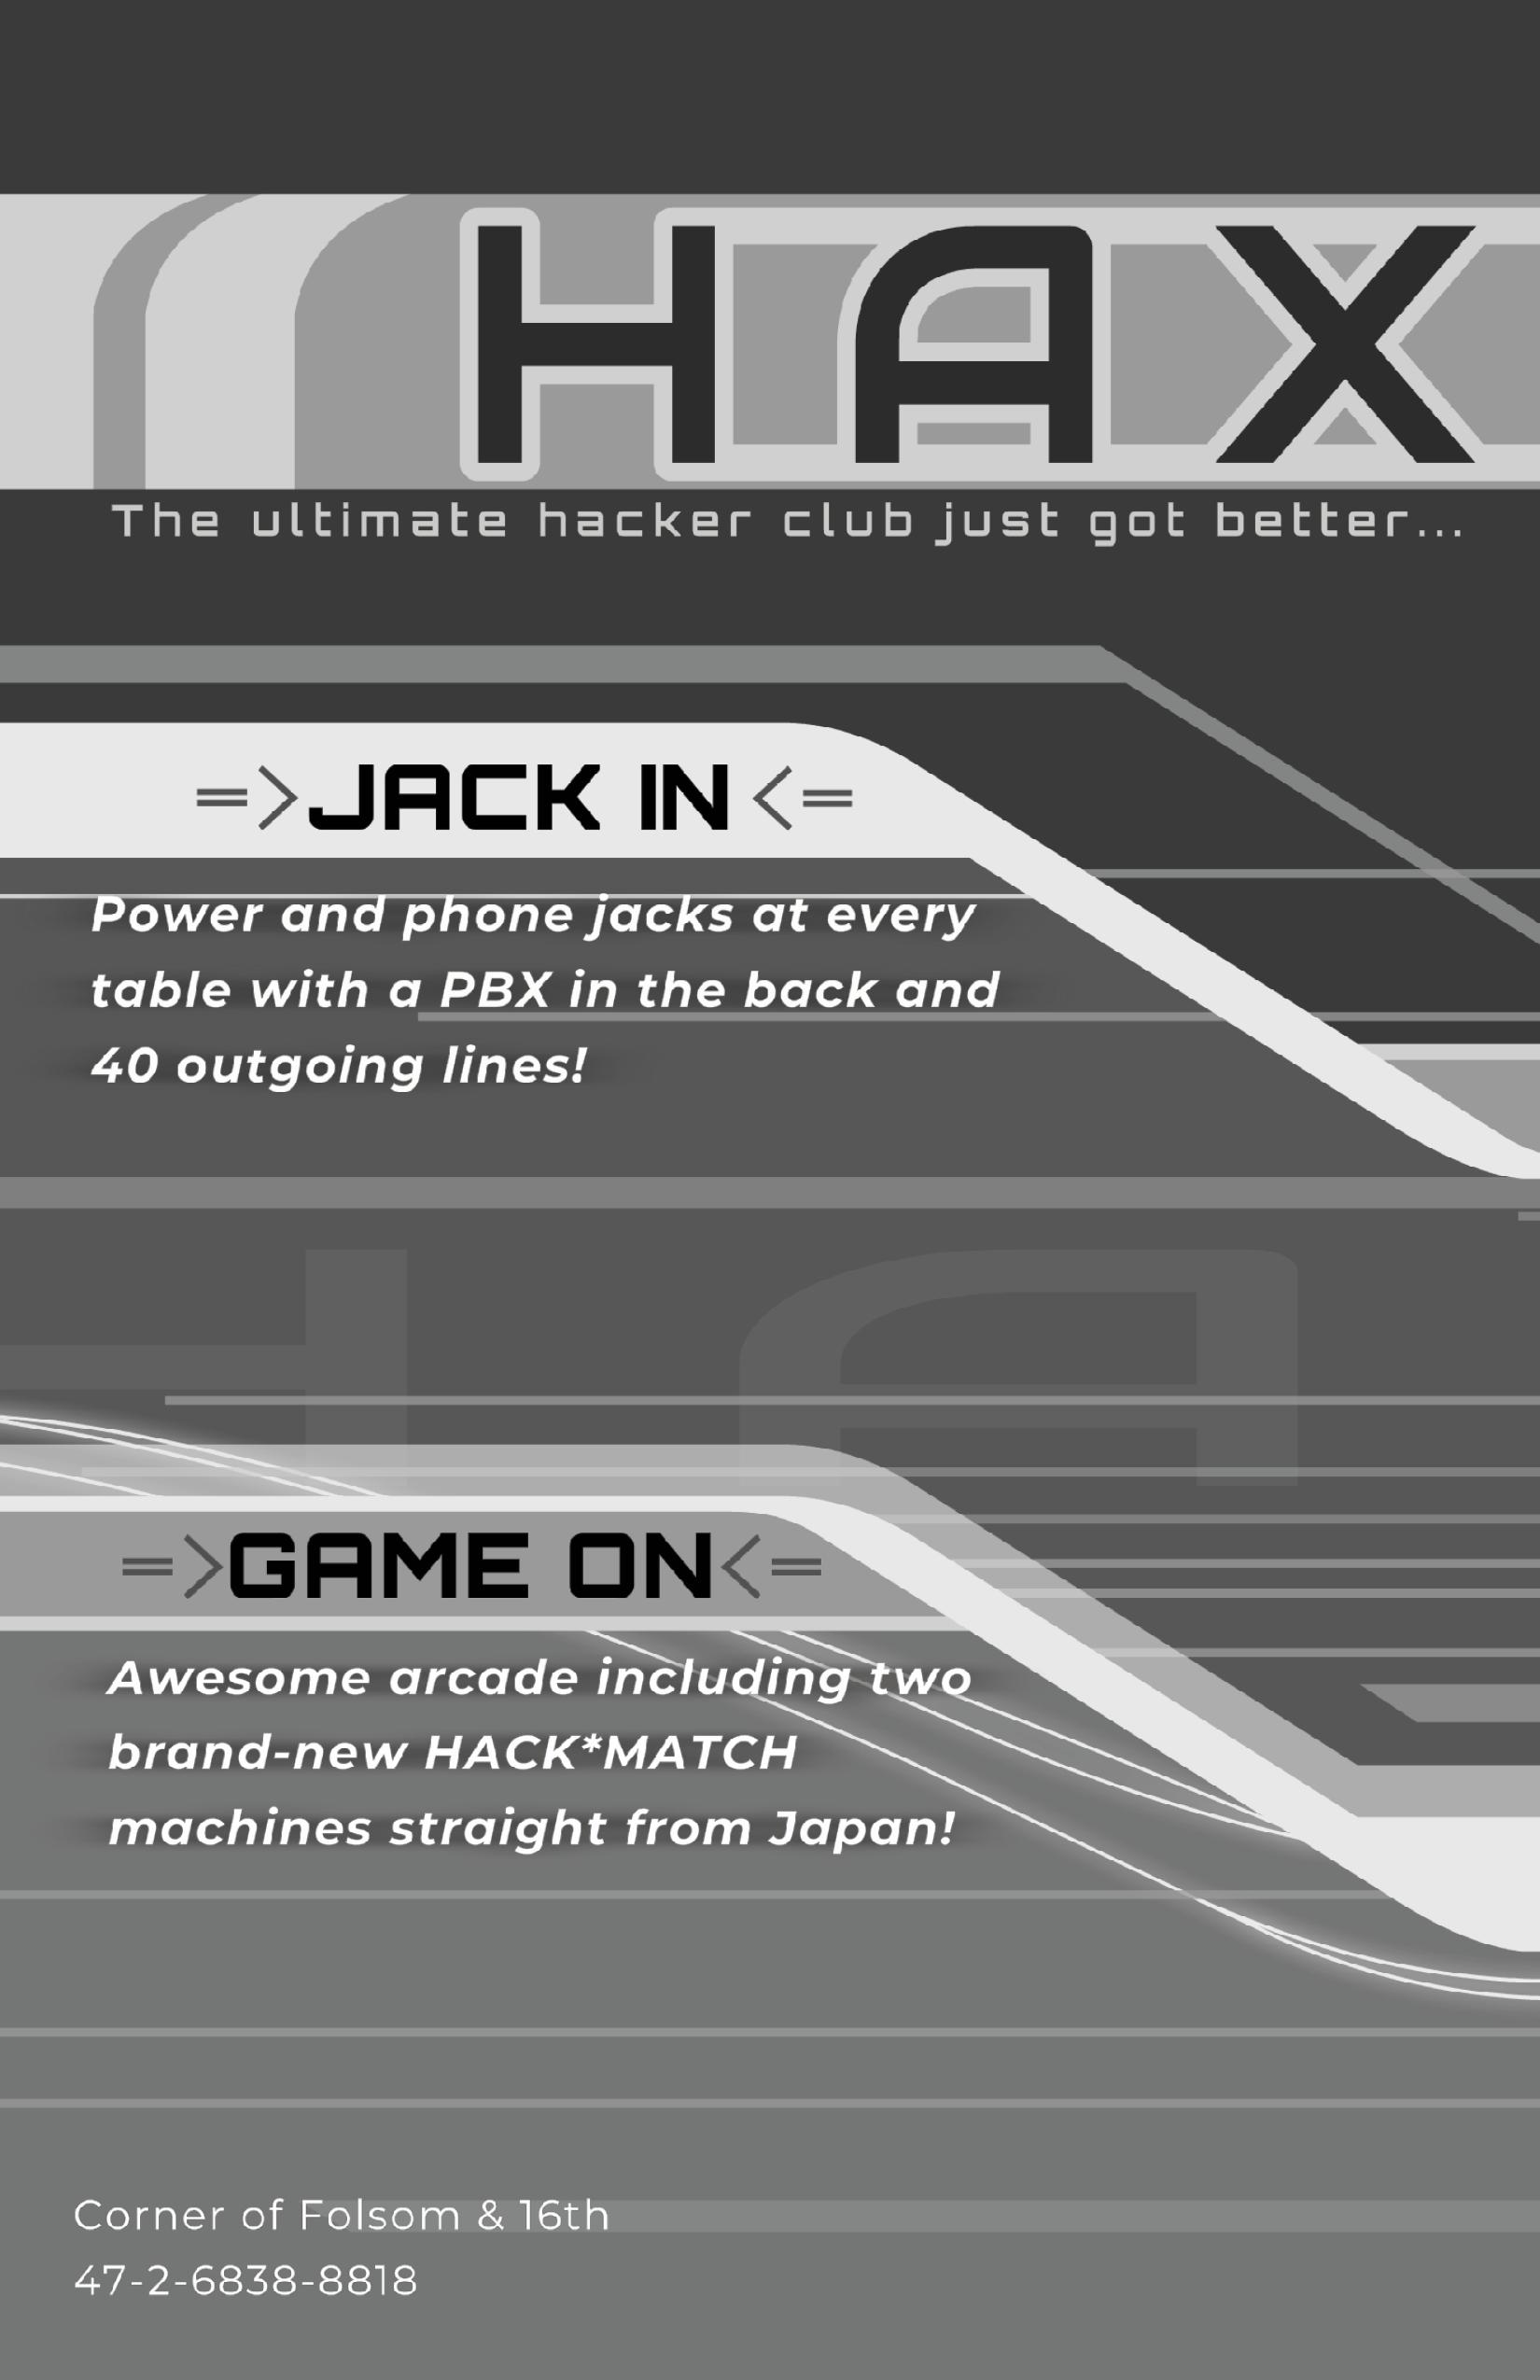 HAX
The ultimate hacker club just got better...
=>JACK IN<=
Power and phone jacks at every
table with a PBX in the back and
40 outgoing lines!
HA
=>GAME ON<=
Awesome arcade including two
brand-new HACK*MATCH
machines straight from Japan!
Corner of Folsom & 16th
47-2-6838-8818